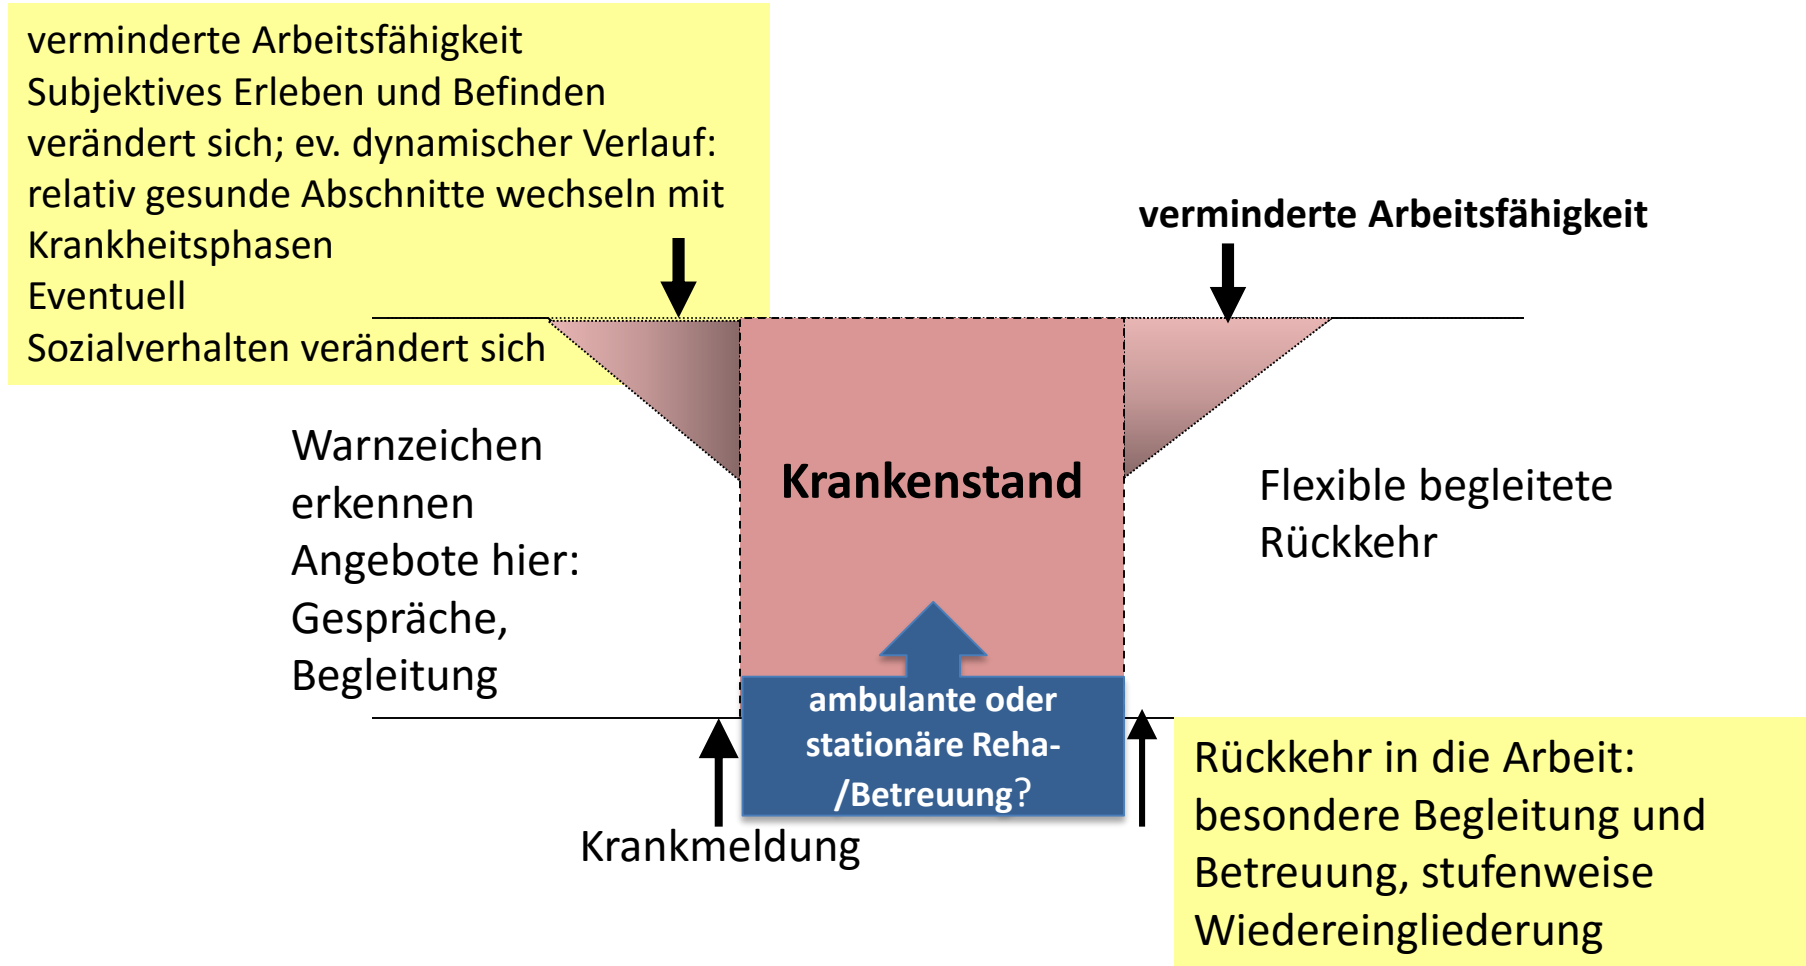 verminderte Arbeitsfähigkeit
Subjektives Erleben und Befinden
verändert sich; ev. dynamischer Verlauf:
relativ gesunde Abschnitte wechseln mit
Krankheitsphasen
Eventuell
Sozialverhalten verändert sich
verminderte Arbeitsfähigkeit
Warnzeichen
erkennen
Angebote hier:
Gespräche,
Begleitung
Krankenstand
Flexible begleitete
Rückkehr
ambulante oder
stationäre Reha-
/Betreuung?
Krankmeldung
Rückkehr in die Arbeit:
besondere Begleitung und
Betreuung, stufenweise
Wiedereingliederung